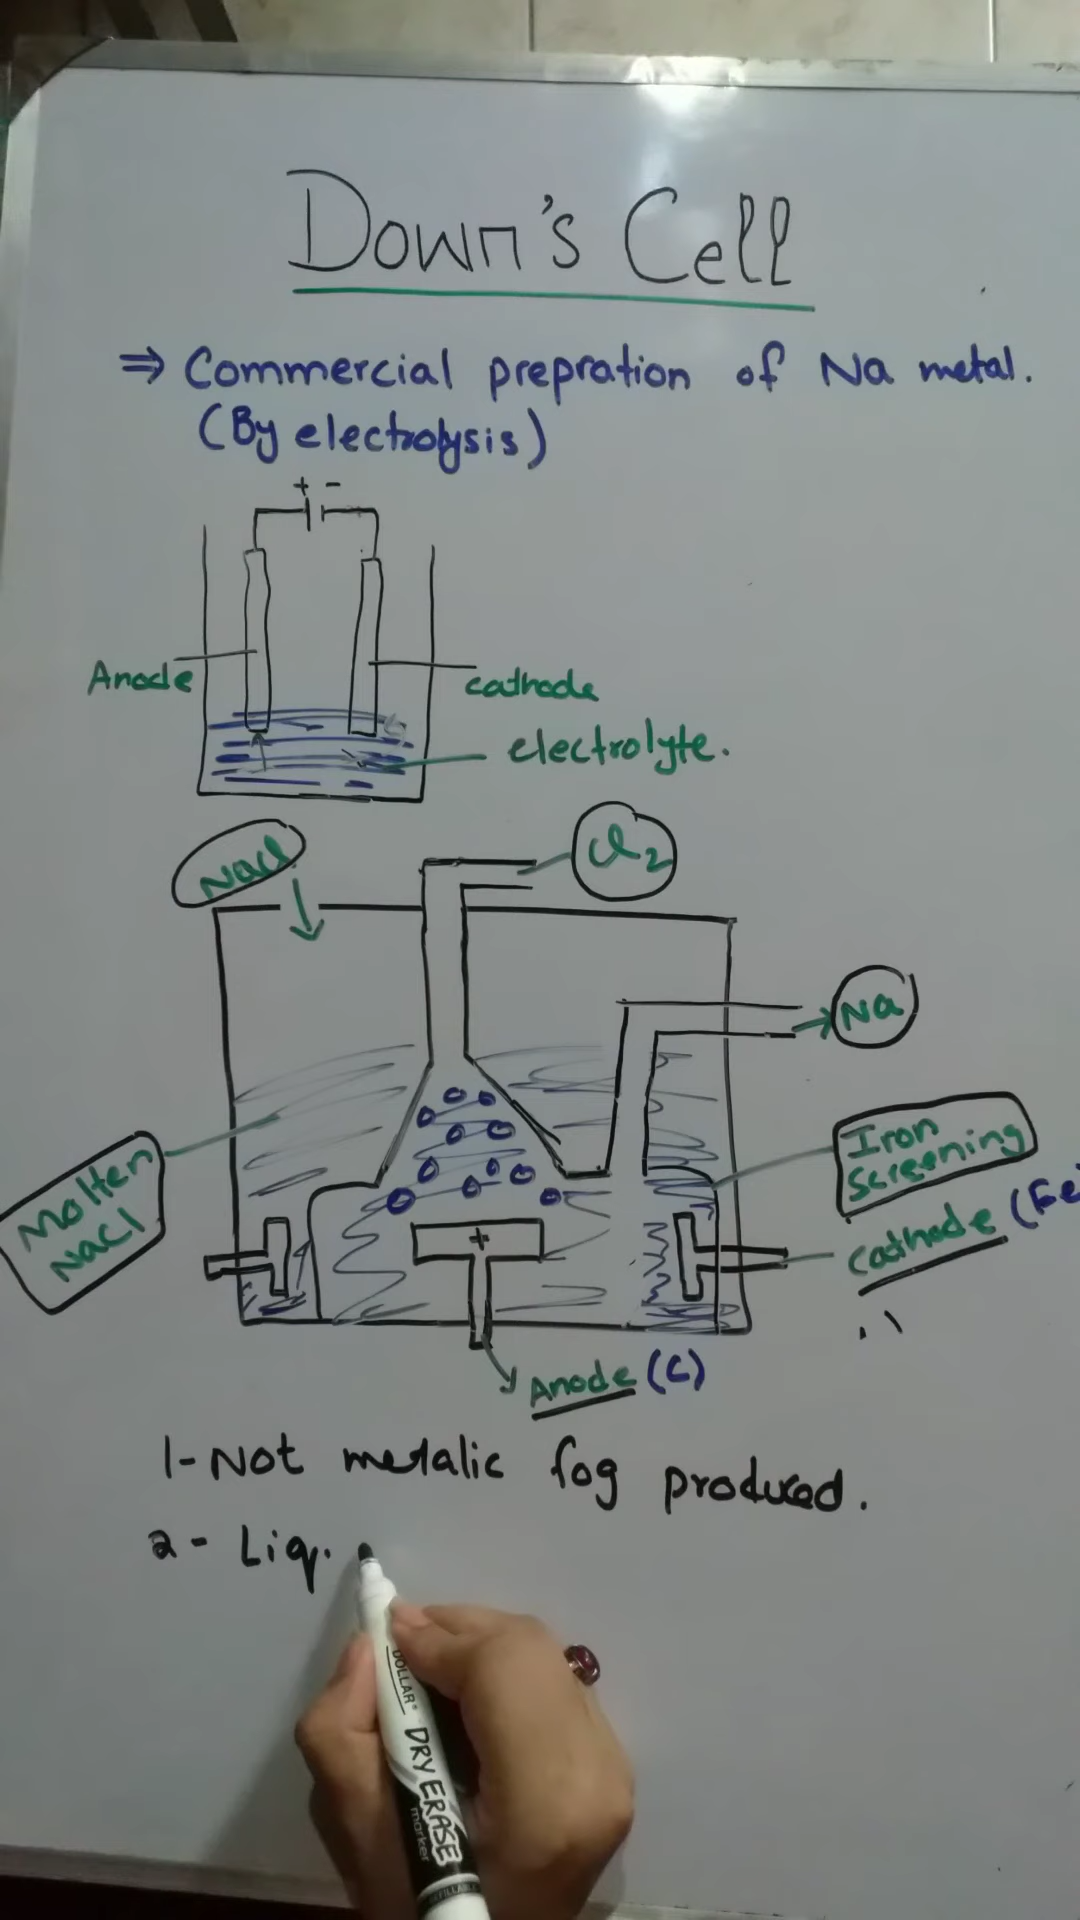 Down's Cell
⇒ Commercial prepration of Na metal.
(By electrolysis)
+ -
Anode
cathode
electrolyte.
NaCl
Cl2
Na
Molten
NaCl
Iron
Screening
Cathode (Fe
+
Anode (C)
1- Not metalic fog produced.
2- Liq.
DOLLAR®
DRY ERASE
marker
REFILLABLE